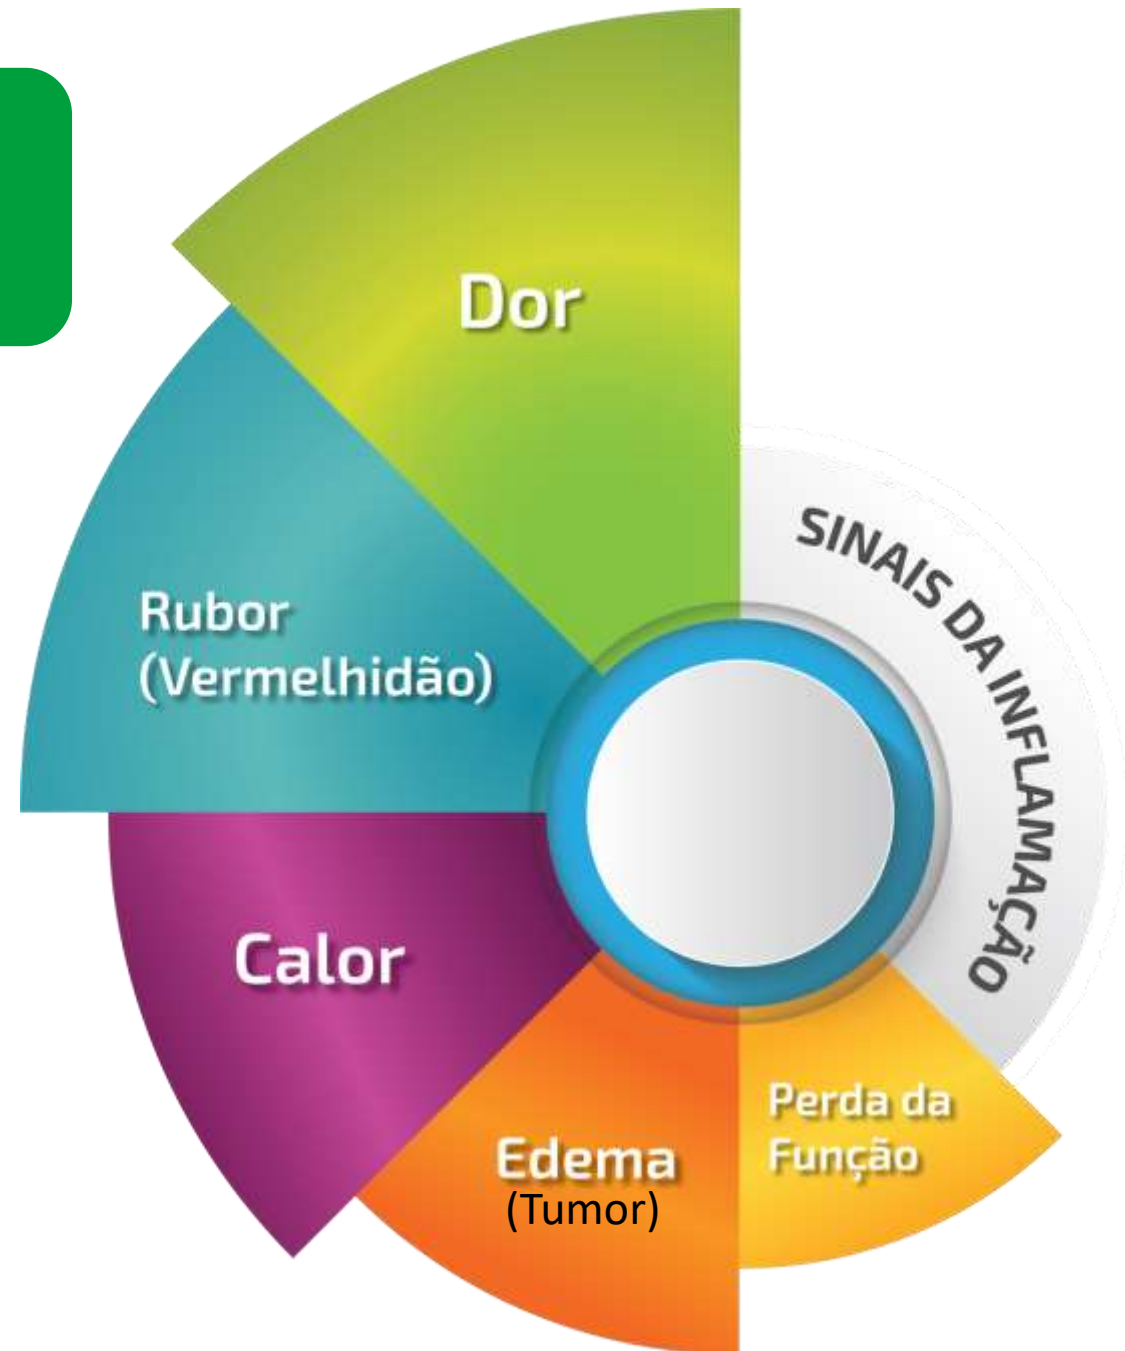 Dor
SINAIS DA INFLAMAÇÃO
Rubor
(Vermelhidão)
Calor
Edema
(Tumor)
Perda da
Função